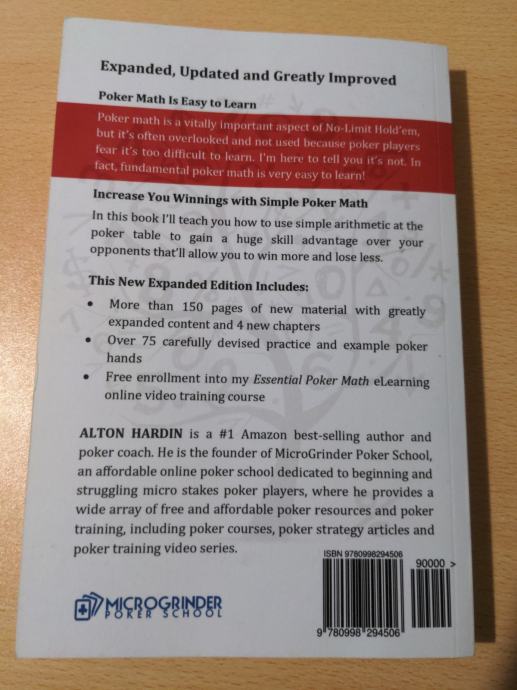 Expanded, Updated and Greatly Improved
Poker Math Is Easy to Learn
Poker math is a vitally important aspect of No-Limit Hold'em,
but it's often overlooked and not used because poker players
fear it's too difficult to learn. I'm here to tell you it's not. In
fact, fundamental poker math is very easy to learn!
Increase You Winnings with Simple Poker Math
In this book I'll teach you how to use simple arithmetic at the
poker table to gain a huge skill advantage over your
opponents that'll allow you to win more and lose less.
This New Expanded Edition Includes:
• More than 150 pages of new material with greatly
expanded content and 4 new chapters
• Over 75 carefully devised practice and example poker
hands
• Free enrollment into my Essential Poker Math eLearning
online video training course
ALTON HARDIN is a #1 Amazon best-selling author and
poker coach. He is the founder of MicroGrinder Poker School,
an affordable online poker school dedicated to beginning and
struggling micro stakes poker players, where he provides a
wide array of free and affordable poker resources and poker
training, including poker courses, poker strategy articles and
poker training video series.
ISBN 9780998294506
90000 >
9 780998 294506
MICROGRINDER
POKER SCHOOL